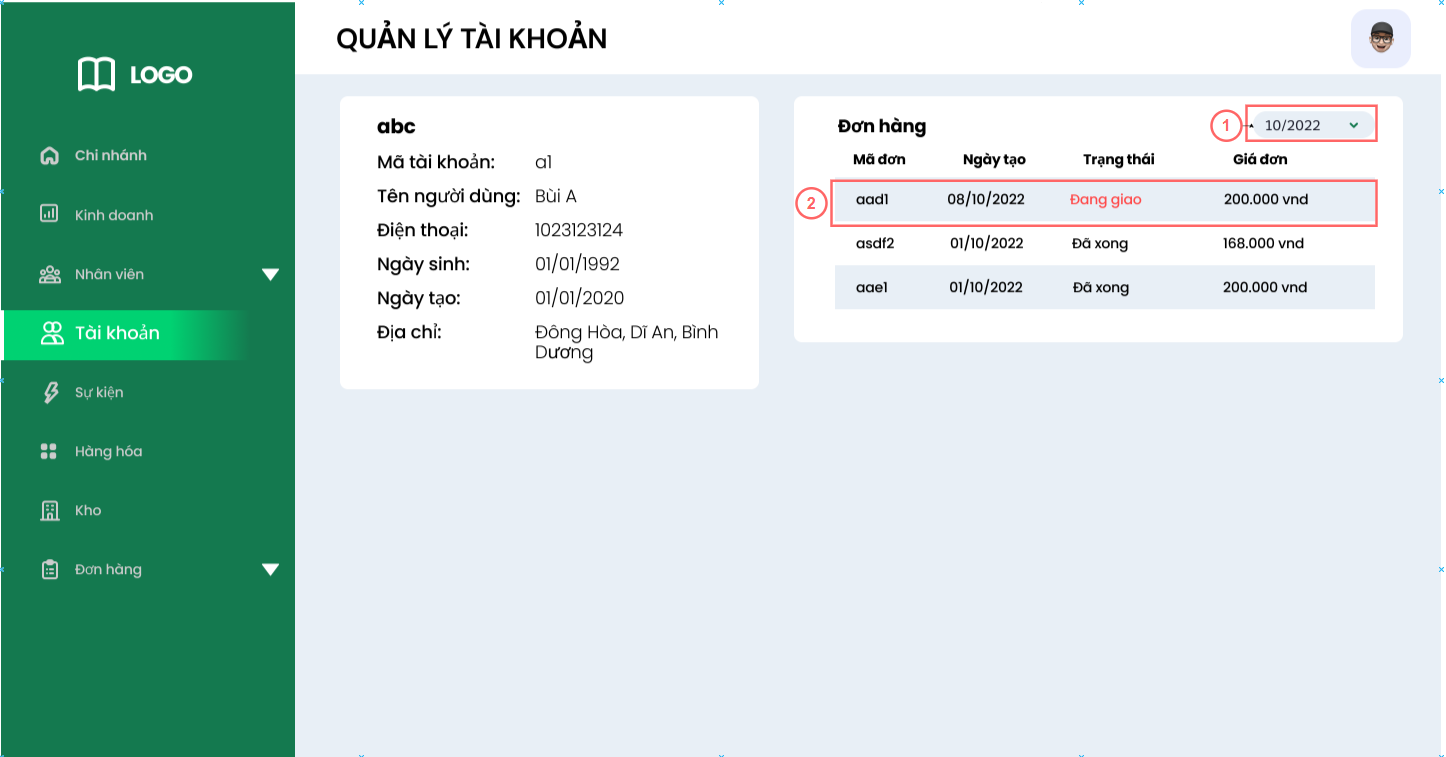 LOGO
Chi nhánh
Kinh doanh
Nhân viên
Tài khoản
Sự kiện
Hàng hóa
Kho
Đơn hàng
QUẢN LÝ TÀI KHOẢN
abc
Mã tài khoản: a1
Tên người dùng: Bùi A
Điện thoại: 1023123124
Ngày sinh: 01/01/1992
Ngày tạo: 01/01/2020
Địa chỉ: Đông Hòa, Dĩ An, Bình
Dương
Đơn hàng 1 10/2022
Mã đơn Ngày tạo Trạng thái Giá đơn
2 aad1 08/10/2022 Đang giao 200.000 vnd
asdf2 01/10/2022 Đã xong 168.000 vnd
aae1 01/10/2022 Đã xong 200.000 vnd